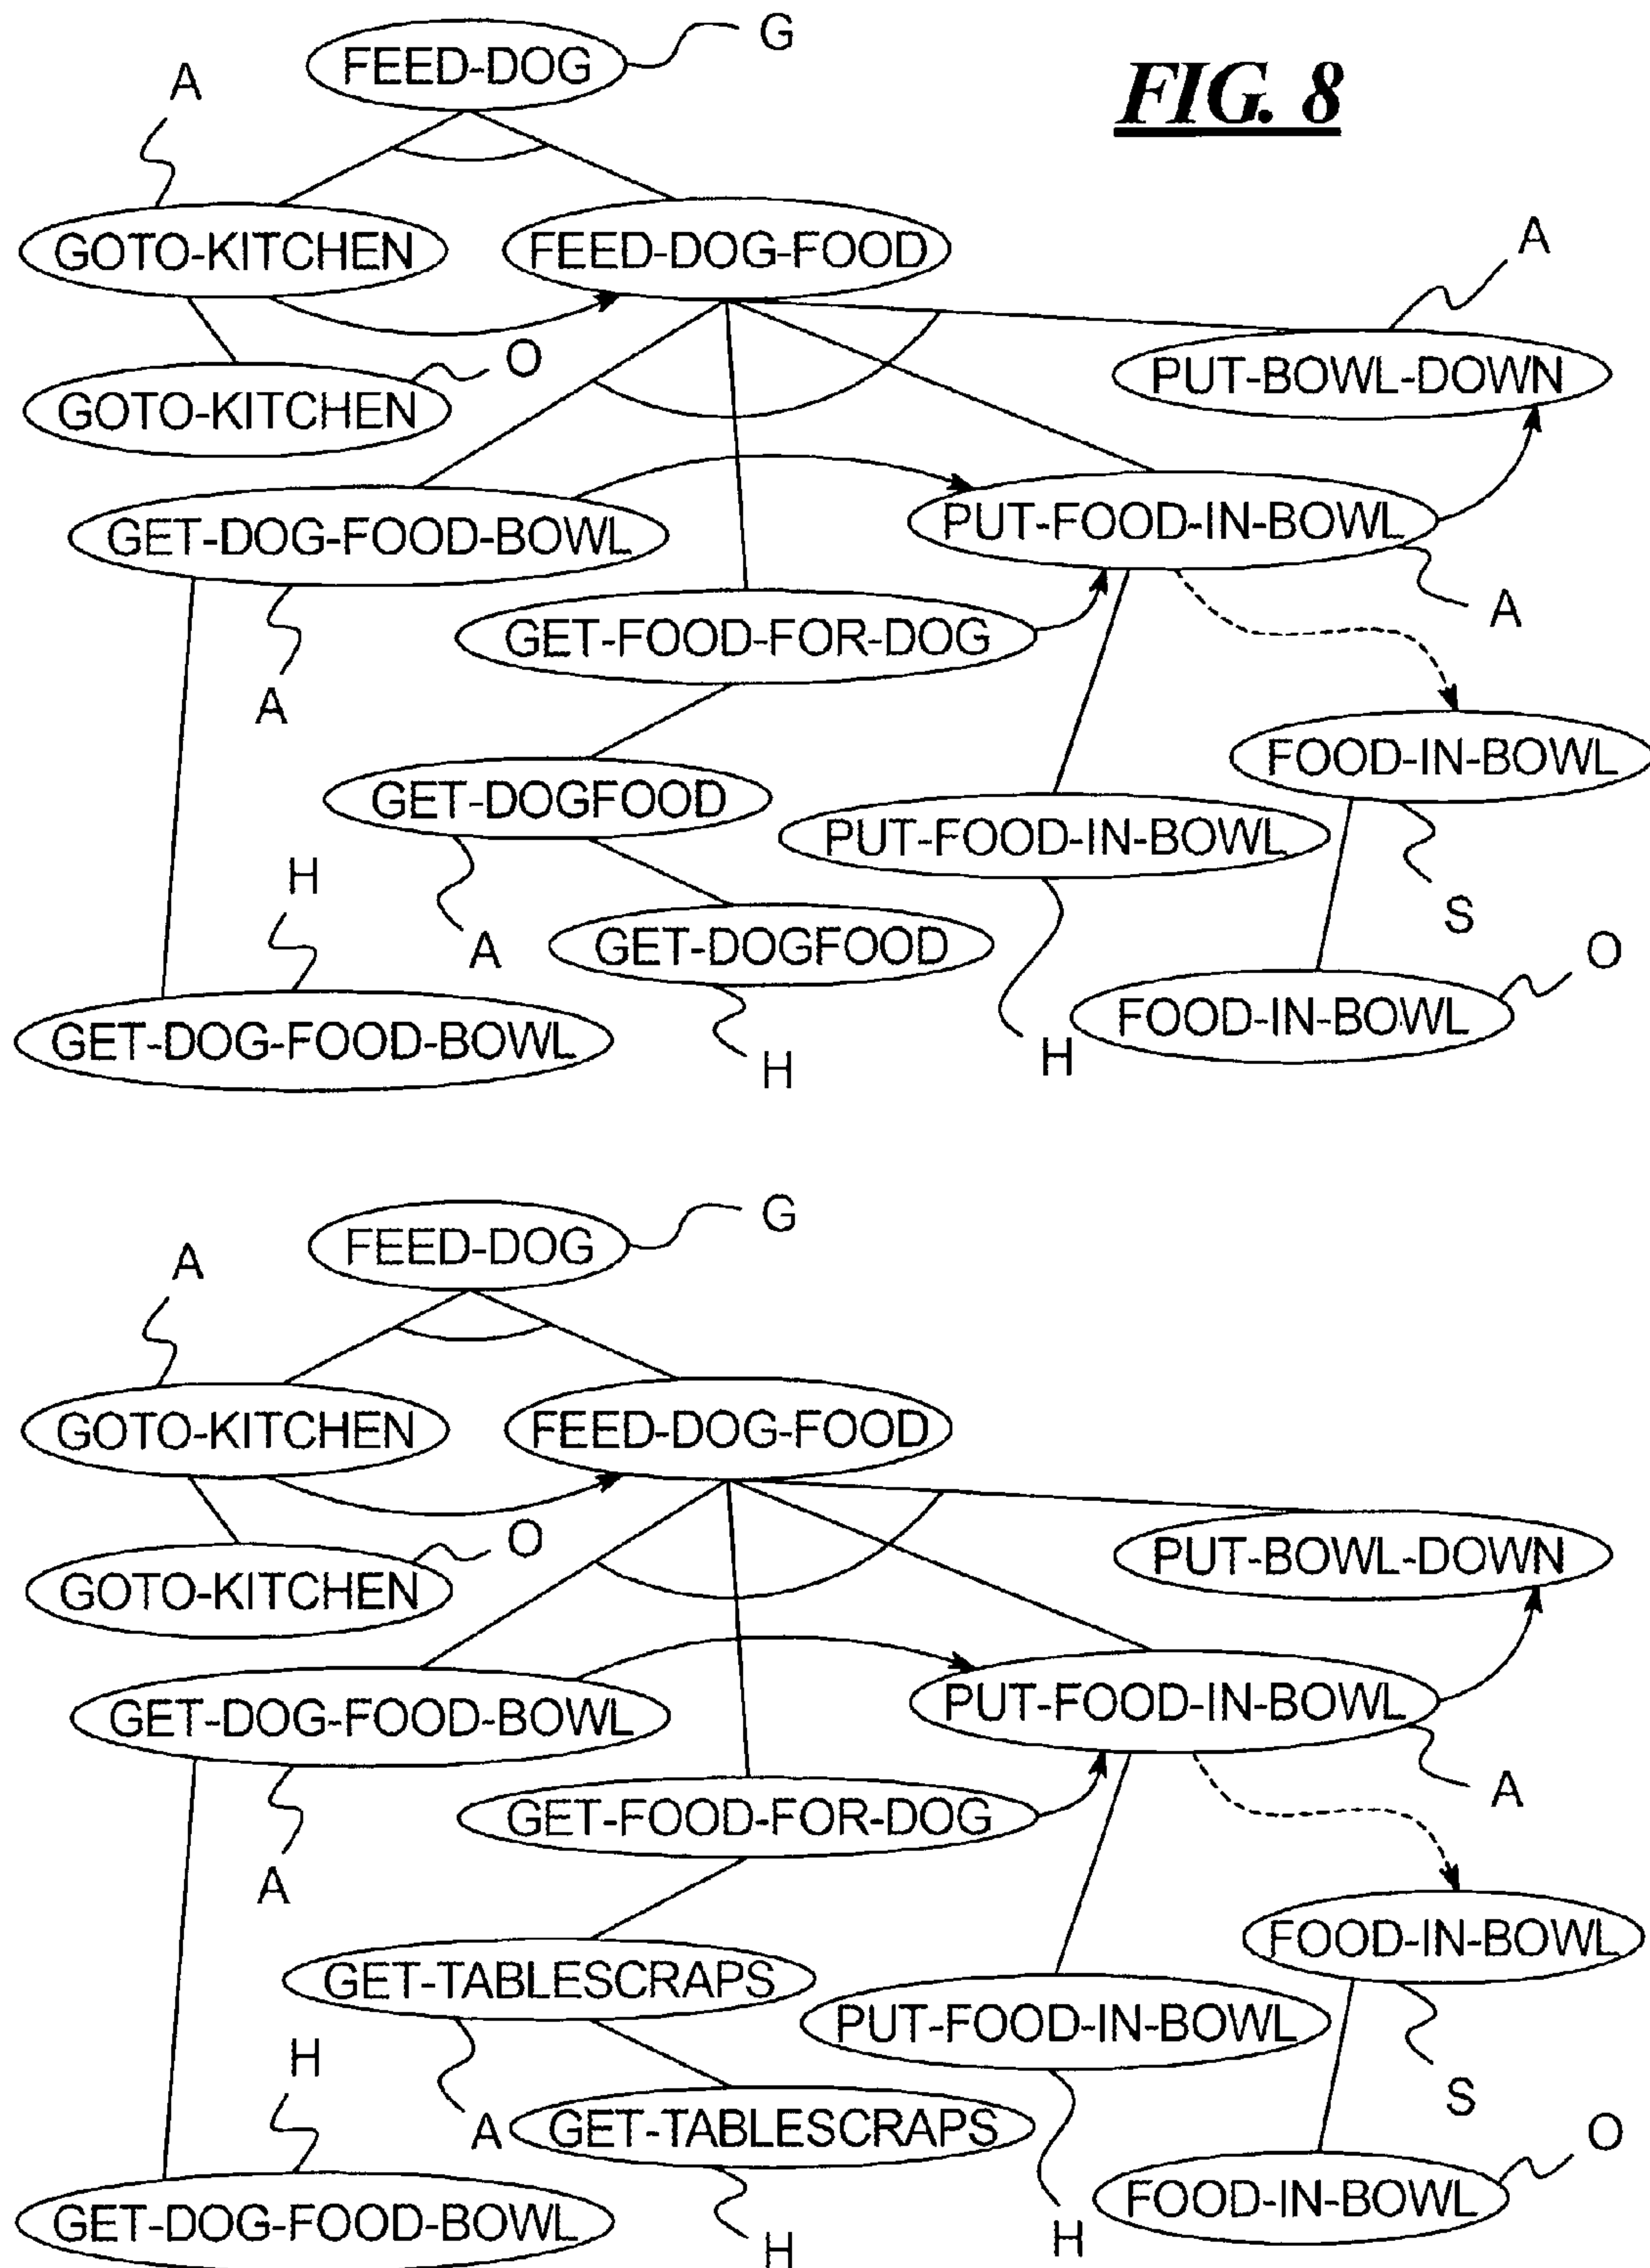 FIG. 8
FEED-DOG
G
A
GOTO-KITCHEN
FEED-DOG-FOOD
A
GOTO-KITCHEN
O
PUT-BOWL-DOWN
GET-DOG-FOOD-BOWL
PUT-FOOD-IN-BOWL
A
GET-FOOD-FOR-DOG
A
FOOD-IN-BOWL
GET-DOGFOOD
PUT-FOOD-IN-BOWL
H
S
A
GET-DOGFOOD
O
FOOD-IN-BOWL
GET-DOG-FOOD-BOWL
H
H
FEED-DOG
G
A
GOTO-KITCHEN
FEED-DOG-FOOD
GOTO-KITCHEN
O
PUT-BOWL-DOWN
GET-DOG-FOOD-BOWL
PUT-FOOD-IN-BOWL
A
GET-FOOD-FOR-DOG
A
FOOD-IN-BOWL
GET-TABLESCRAPS
PUT-FOOD-IN-BOWL
H
S
A
GET-TABLESCRAPS
O
FOOD-IN-BOWL
GET-DOG-FOOD-BOWL
H
H